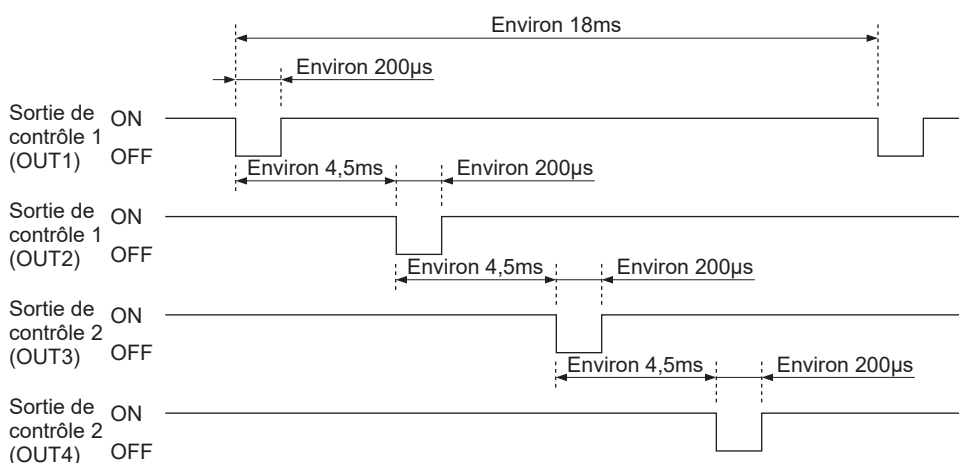 Environ 18ms
Environ 200µs
Sortie de
contrôle 1
(OUT1)
ON
OFF
Environ 4,5ms
Environ 200µs
Sortie de
contrôle 1
(OUT2)
ON
OFF
Environ 4,5ms
Environ 200µs
Sortie de
contrôle 2
(OUT3)
ON
OFF
Environ 4,5ms
Environ 200µs
Sortie de
contrôle 2
(OUT4)
ON
OFF